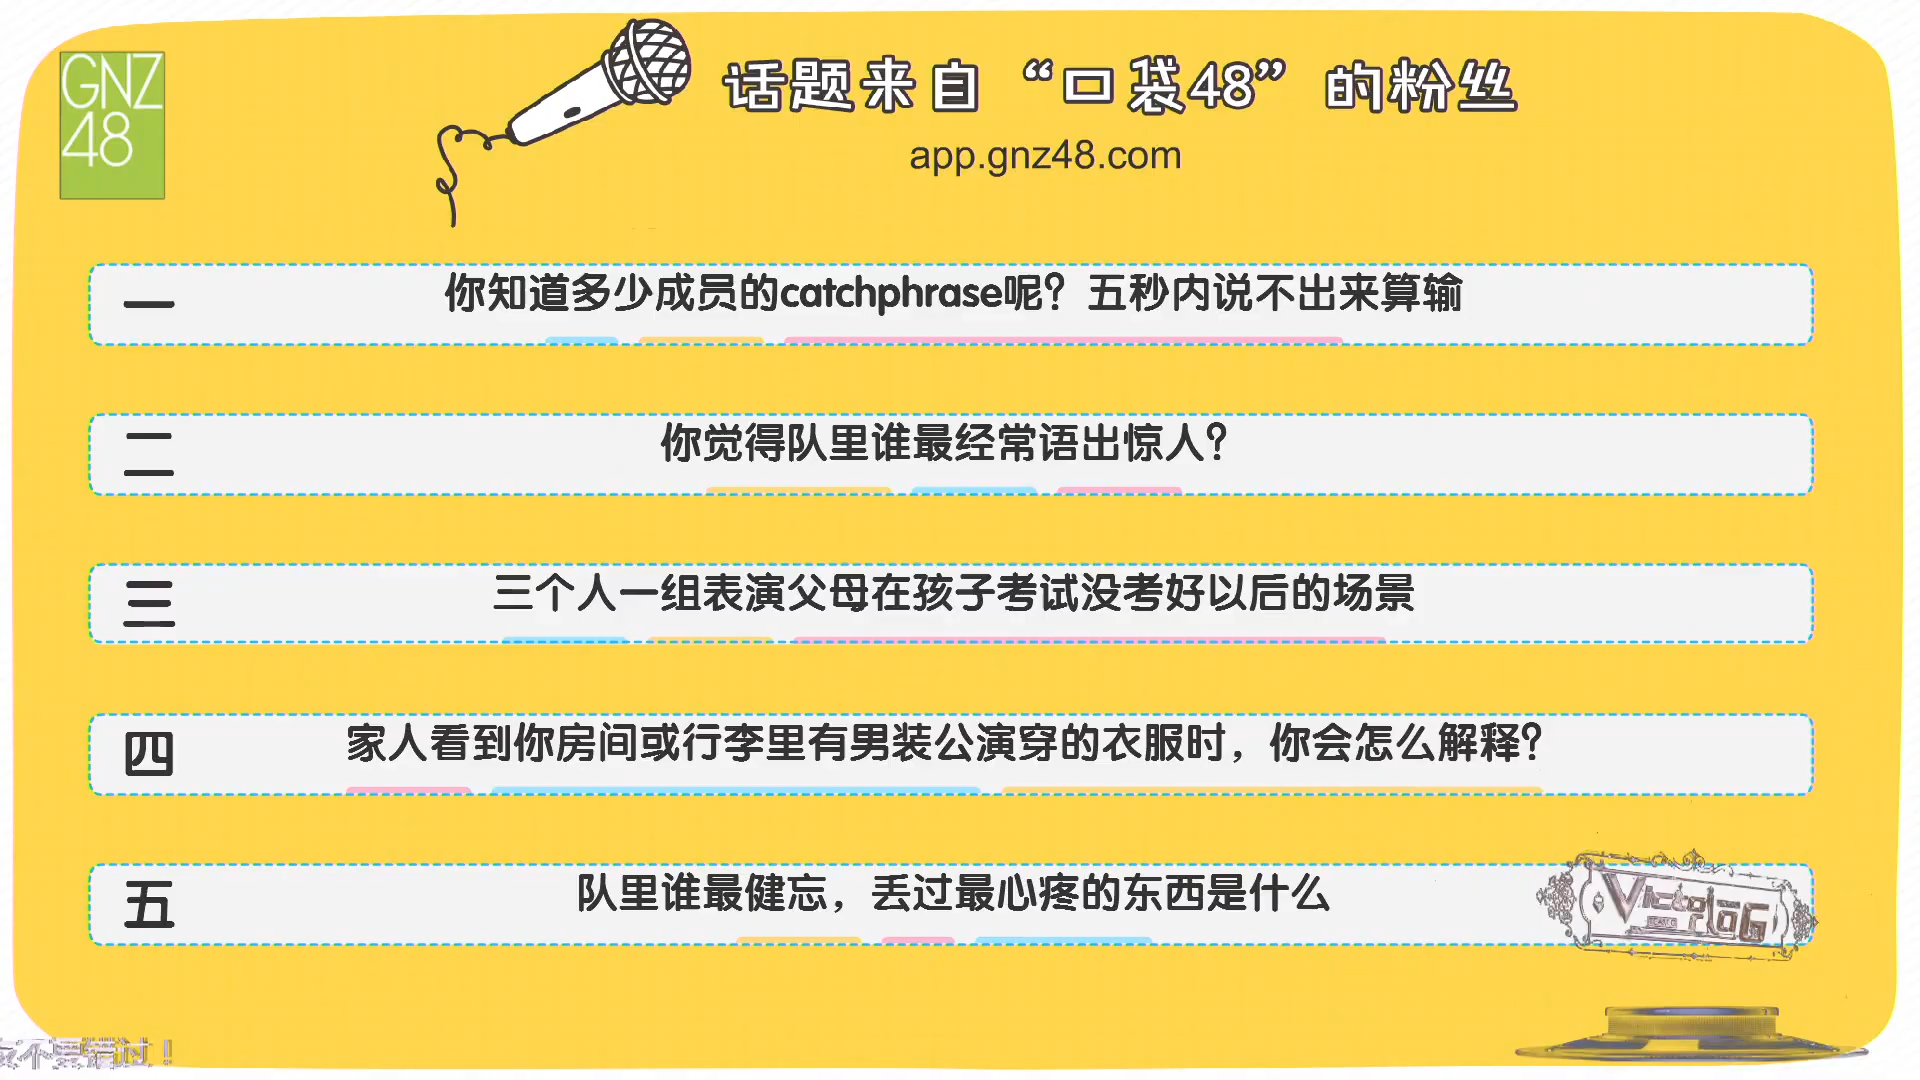 GNZ
48
话题来自“口袋48”的粉丝
app.gnz48.com
一 你知道多少成员的catchphrase呢？五秒内说不出来算输
二 你觉得队里谁最经常语出惊人？
三 三个人一组表演父母在孩子考试没考好以后的场景
四 家人看到你房间或行李里有男装公演穿的衣服时，你会怎么解释？
五 队里谁最健忘，丢过最心疼的东西是什么
不要错过！